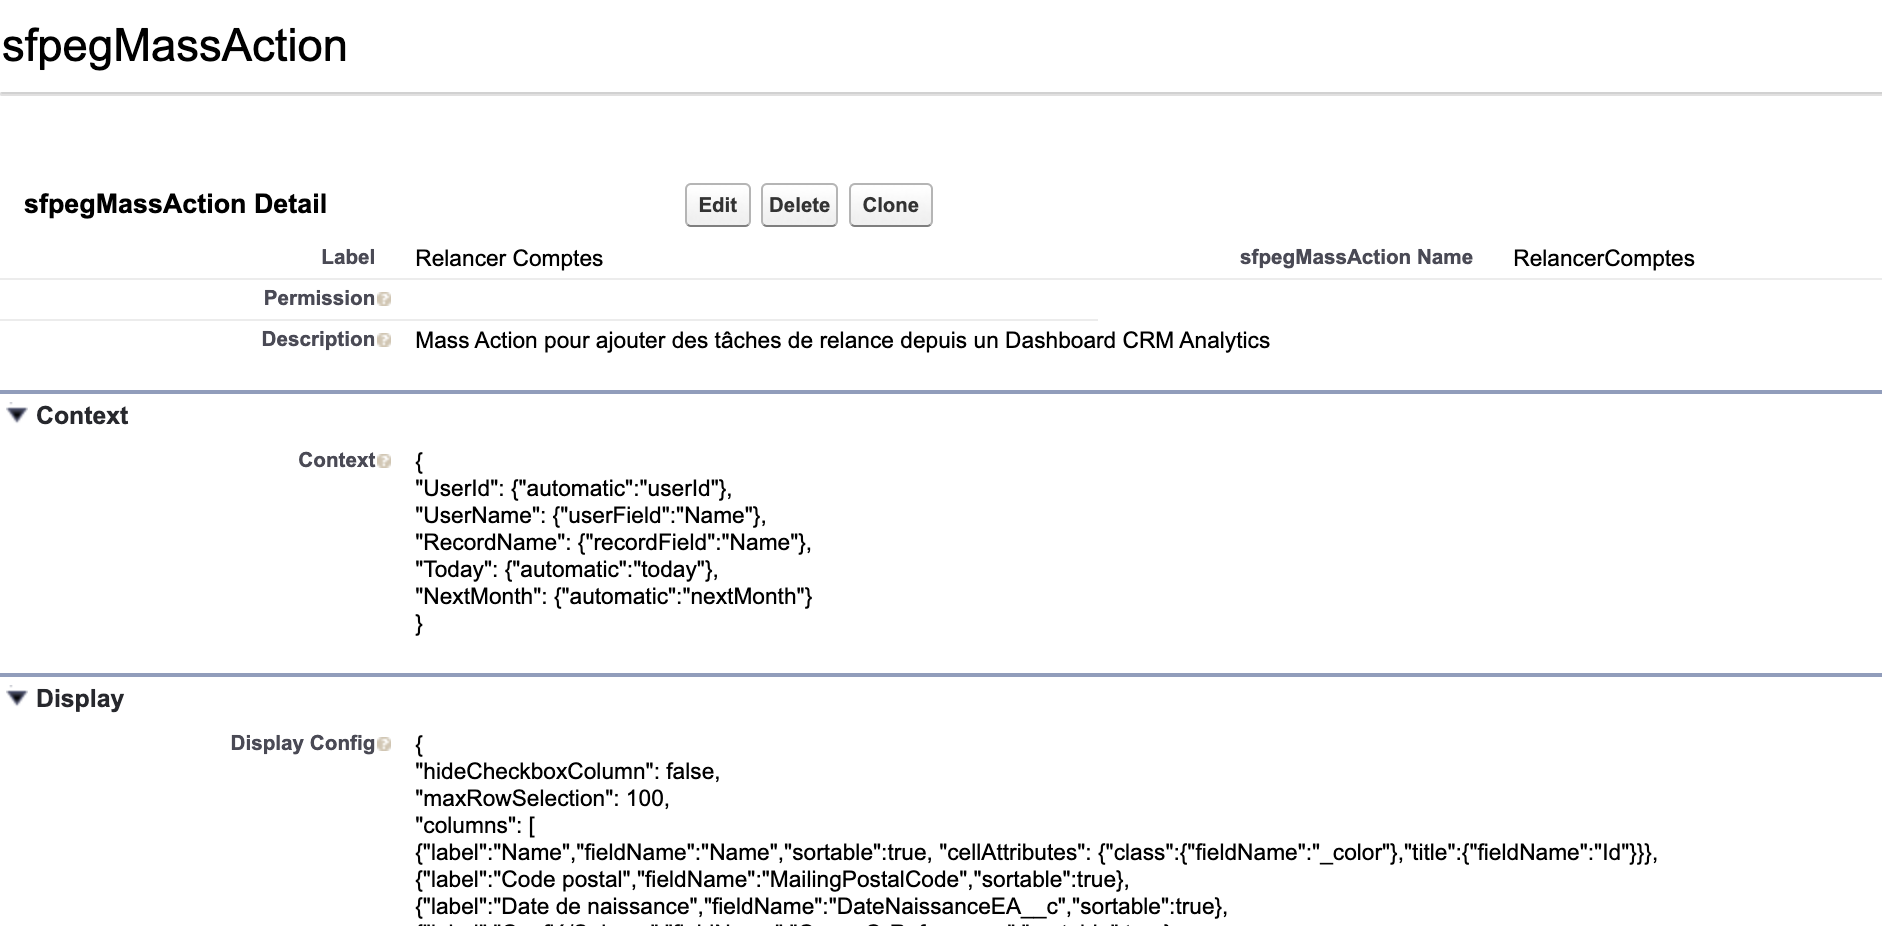 sfpegMassAction
sfpegMassAction Detail
Edit
Delete
Clone
Label
Relancer Comptes
sfpegMassAction Name
RelancerComptes
Permission
Description
Mass Action pour ajouter des tâches de relance depuis un Dashboard CRM Analytics
Context
Context
{
"UserId": {"automatic":"userId"},
"UserName": {"userField":"Name"},
"RecordName": {"recordField":"Name"},
"Today": {"automatic":"today"},
"NextMonth": {"automatic":"nextMonth"}
}
Display
Display Config
{
"hideCheckboxColumn": false,
"maxRowSelection": 100,
"columns": [
{"label":"Name","fieldName":"Name","sortable":true, "cellAttributes": {"class":{"fieldName":"_color"},"title":{"fieldName":"Id"}}},
{"label":"Code postal","fieldName":"MailingPostalCode","sortable":true},
{"label":"Date de naissance","fieldName":"DateNaissanceEA__c","sortable":true},